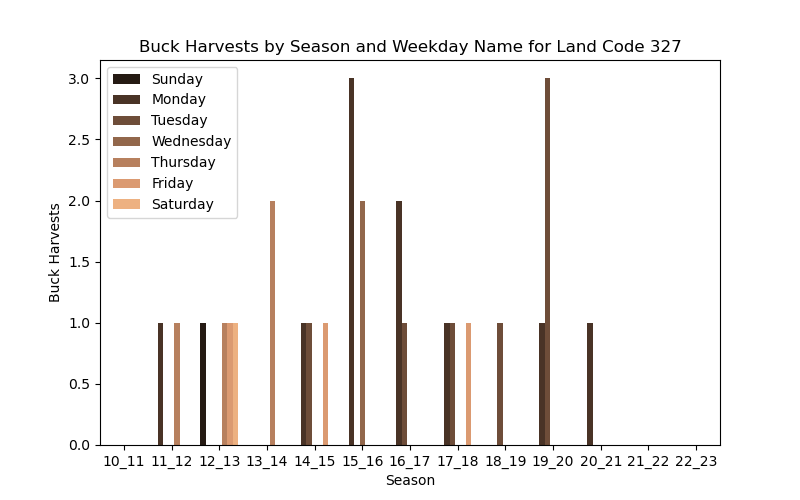 Buck Harvests by Season and Weekday Name for Land Code 327
Sunday
Monday
Tuesday
Wednesday
Thursday
Friday
Saturday
Buck Harvests
3.0
2.5
2.0
1.5
1.0
0.5
0.0
10_11 11_12 12_13 13_14 14_15 15_16 16_17 17_18 18_19 19_20 20_21 21_22 22_23
Season